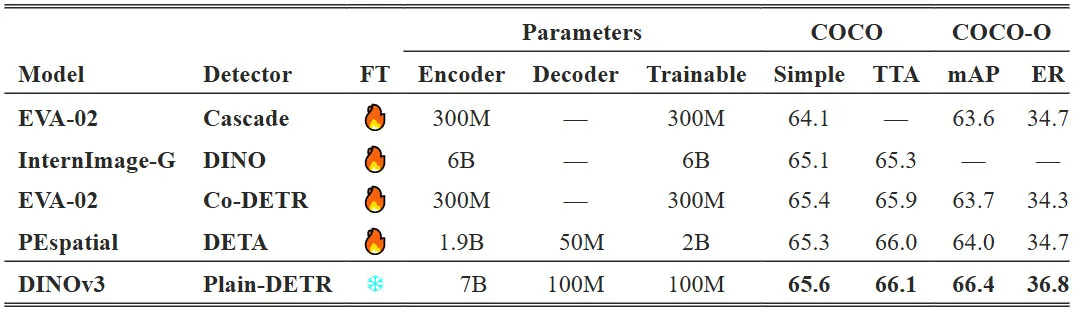 Parameters COCO COCO-O
Model Detector FT Encoder Decoder Trainable Simple TTA mAP ER
EVA-02 Cascade 300M — 300M 64.1 — 63.6 34.7
InternImage-G DINO 6B — 6B 65.1 65.3 — —
EVA-02 Co-DETR 300M — 300M 65.4 65.9 63.7 34.3
PEspatial DETA 1.9B 50M 2B 65.3 66.0 64.0 34.7
DINOv3 Plain-DETR 7B 100M 100M 65.6 66.1 66.4 36.8